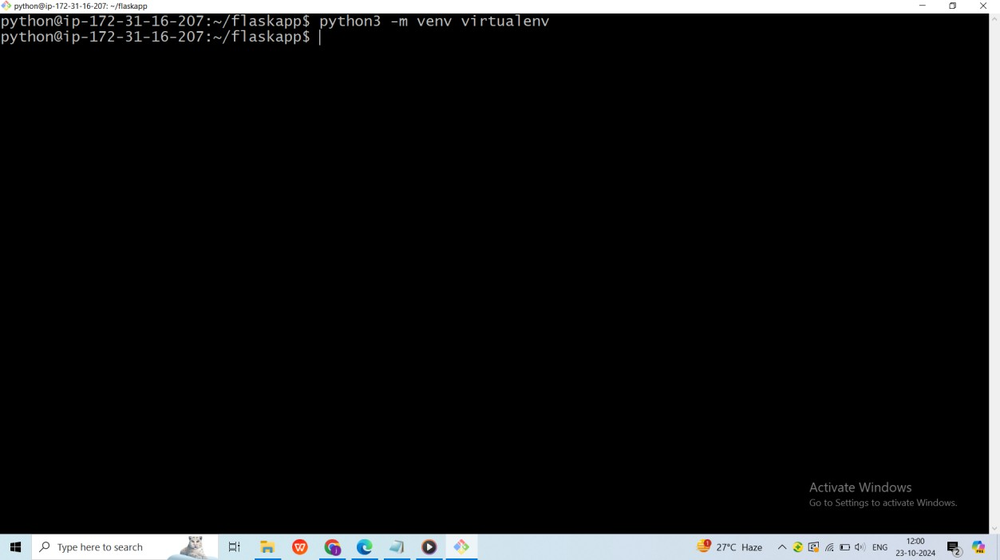 python@ip-172-31-16-207: ~/flaskapp
python@ip-172-31-16-207:~/flaskapp$ python3 -m venv virtualenv
python@ip-172-31-16-207:~/flaskapp$
Activate Windows
Go to Settings to activate Windows.
Type here to search
1
27°C Haze
ENG
12:00
23-10-2024
2